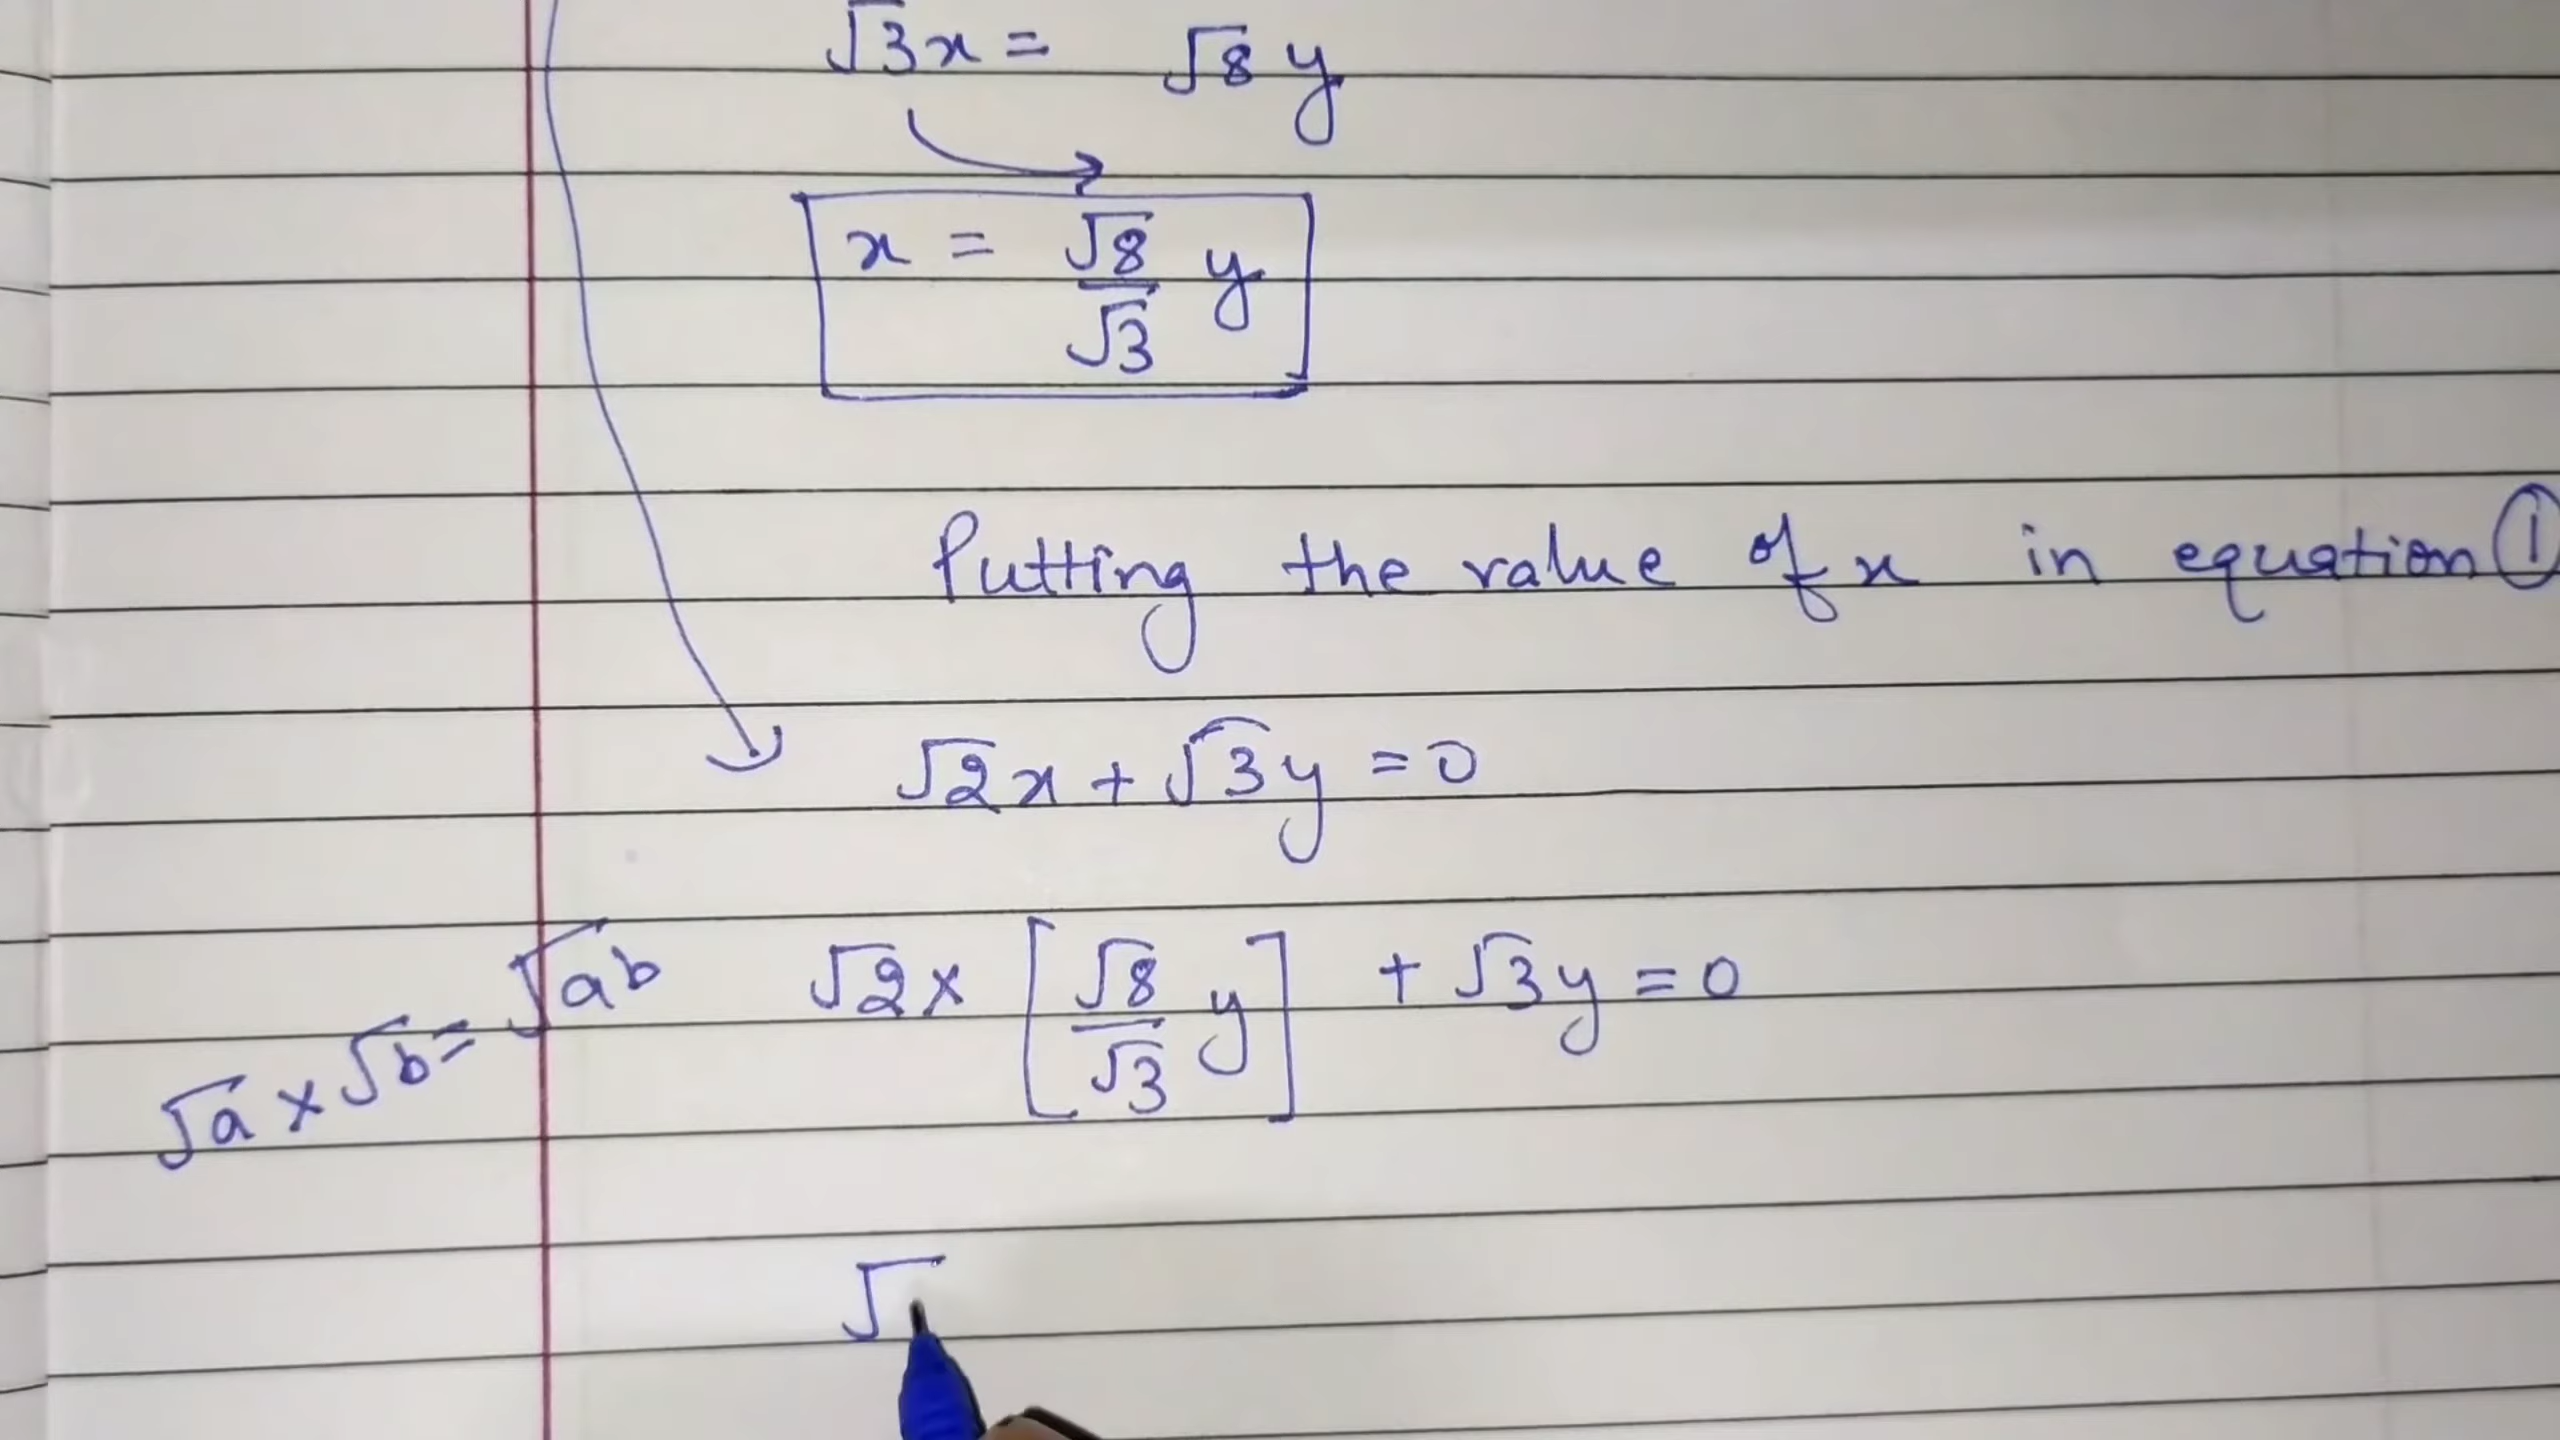 √3x = √8 y
x = √8/√3 y
Putting the value of x in equation ①
√2x + √3y = 0
√a × √b = √ab
√2 × [√8/√3 y] + √3y = 0
√